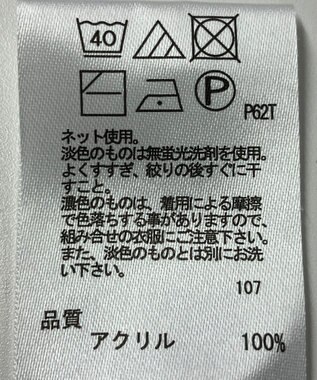 40
P
P62T
ネット使用。
淡色のものは無蛍光洗剤を使用。
よくすすぎ、絞りの後すぐに干
すこと。
濃色のものは、着用による摩擦
で色落ちする事がありますので、
組み合せの衣服にご注意下さい。
また、淡色のものとは別にお洗
い下さい。
107
品質
アクリル 100%